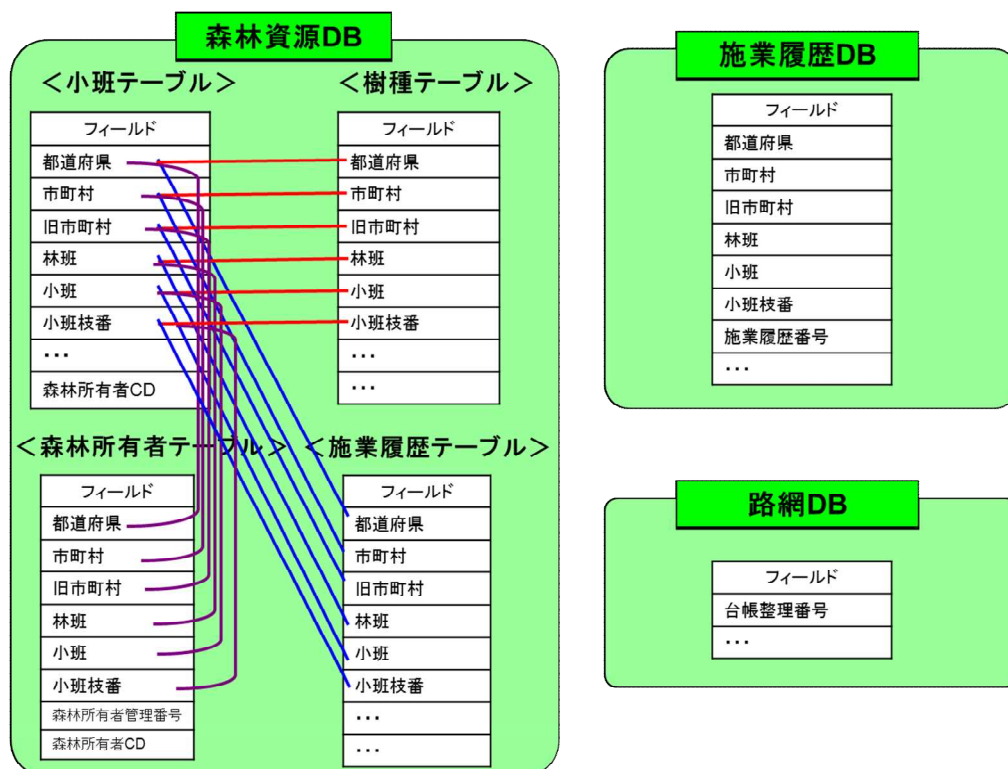 森林資源DB
<小班テーブル>
フィールド
都道府県
市町村
旧市町村
林班
小班
小班枝番
・・・
森林所有者CD
<樹種テーブル>
フィールド
都道府県
市町村
旧市町村
林班
小班
小班枝番
・・・
・・・
<森林所有者テーブル>
フィールド
都道府県
市町村
旧市町村
林班
小班
小班枝番
森林所有者管理番号
森林所有者CD
<施業履歴テーブル>
フィールド
都道府県
市町村
旧市町村
林班
小班
小班枝番
・・・
・・・
施業履歴DB
フィールド
都道府県
市町村
旧市町村
林班
小班
小班枝番
施業履歴番号
・・・
路網DB
フィールド
台帳整理番号
・・・